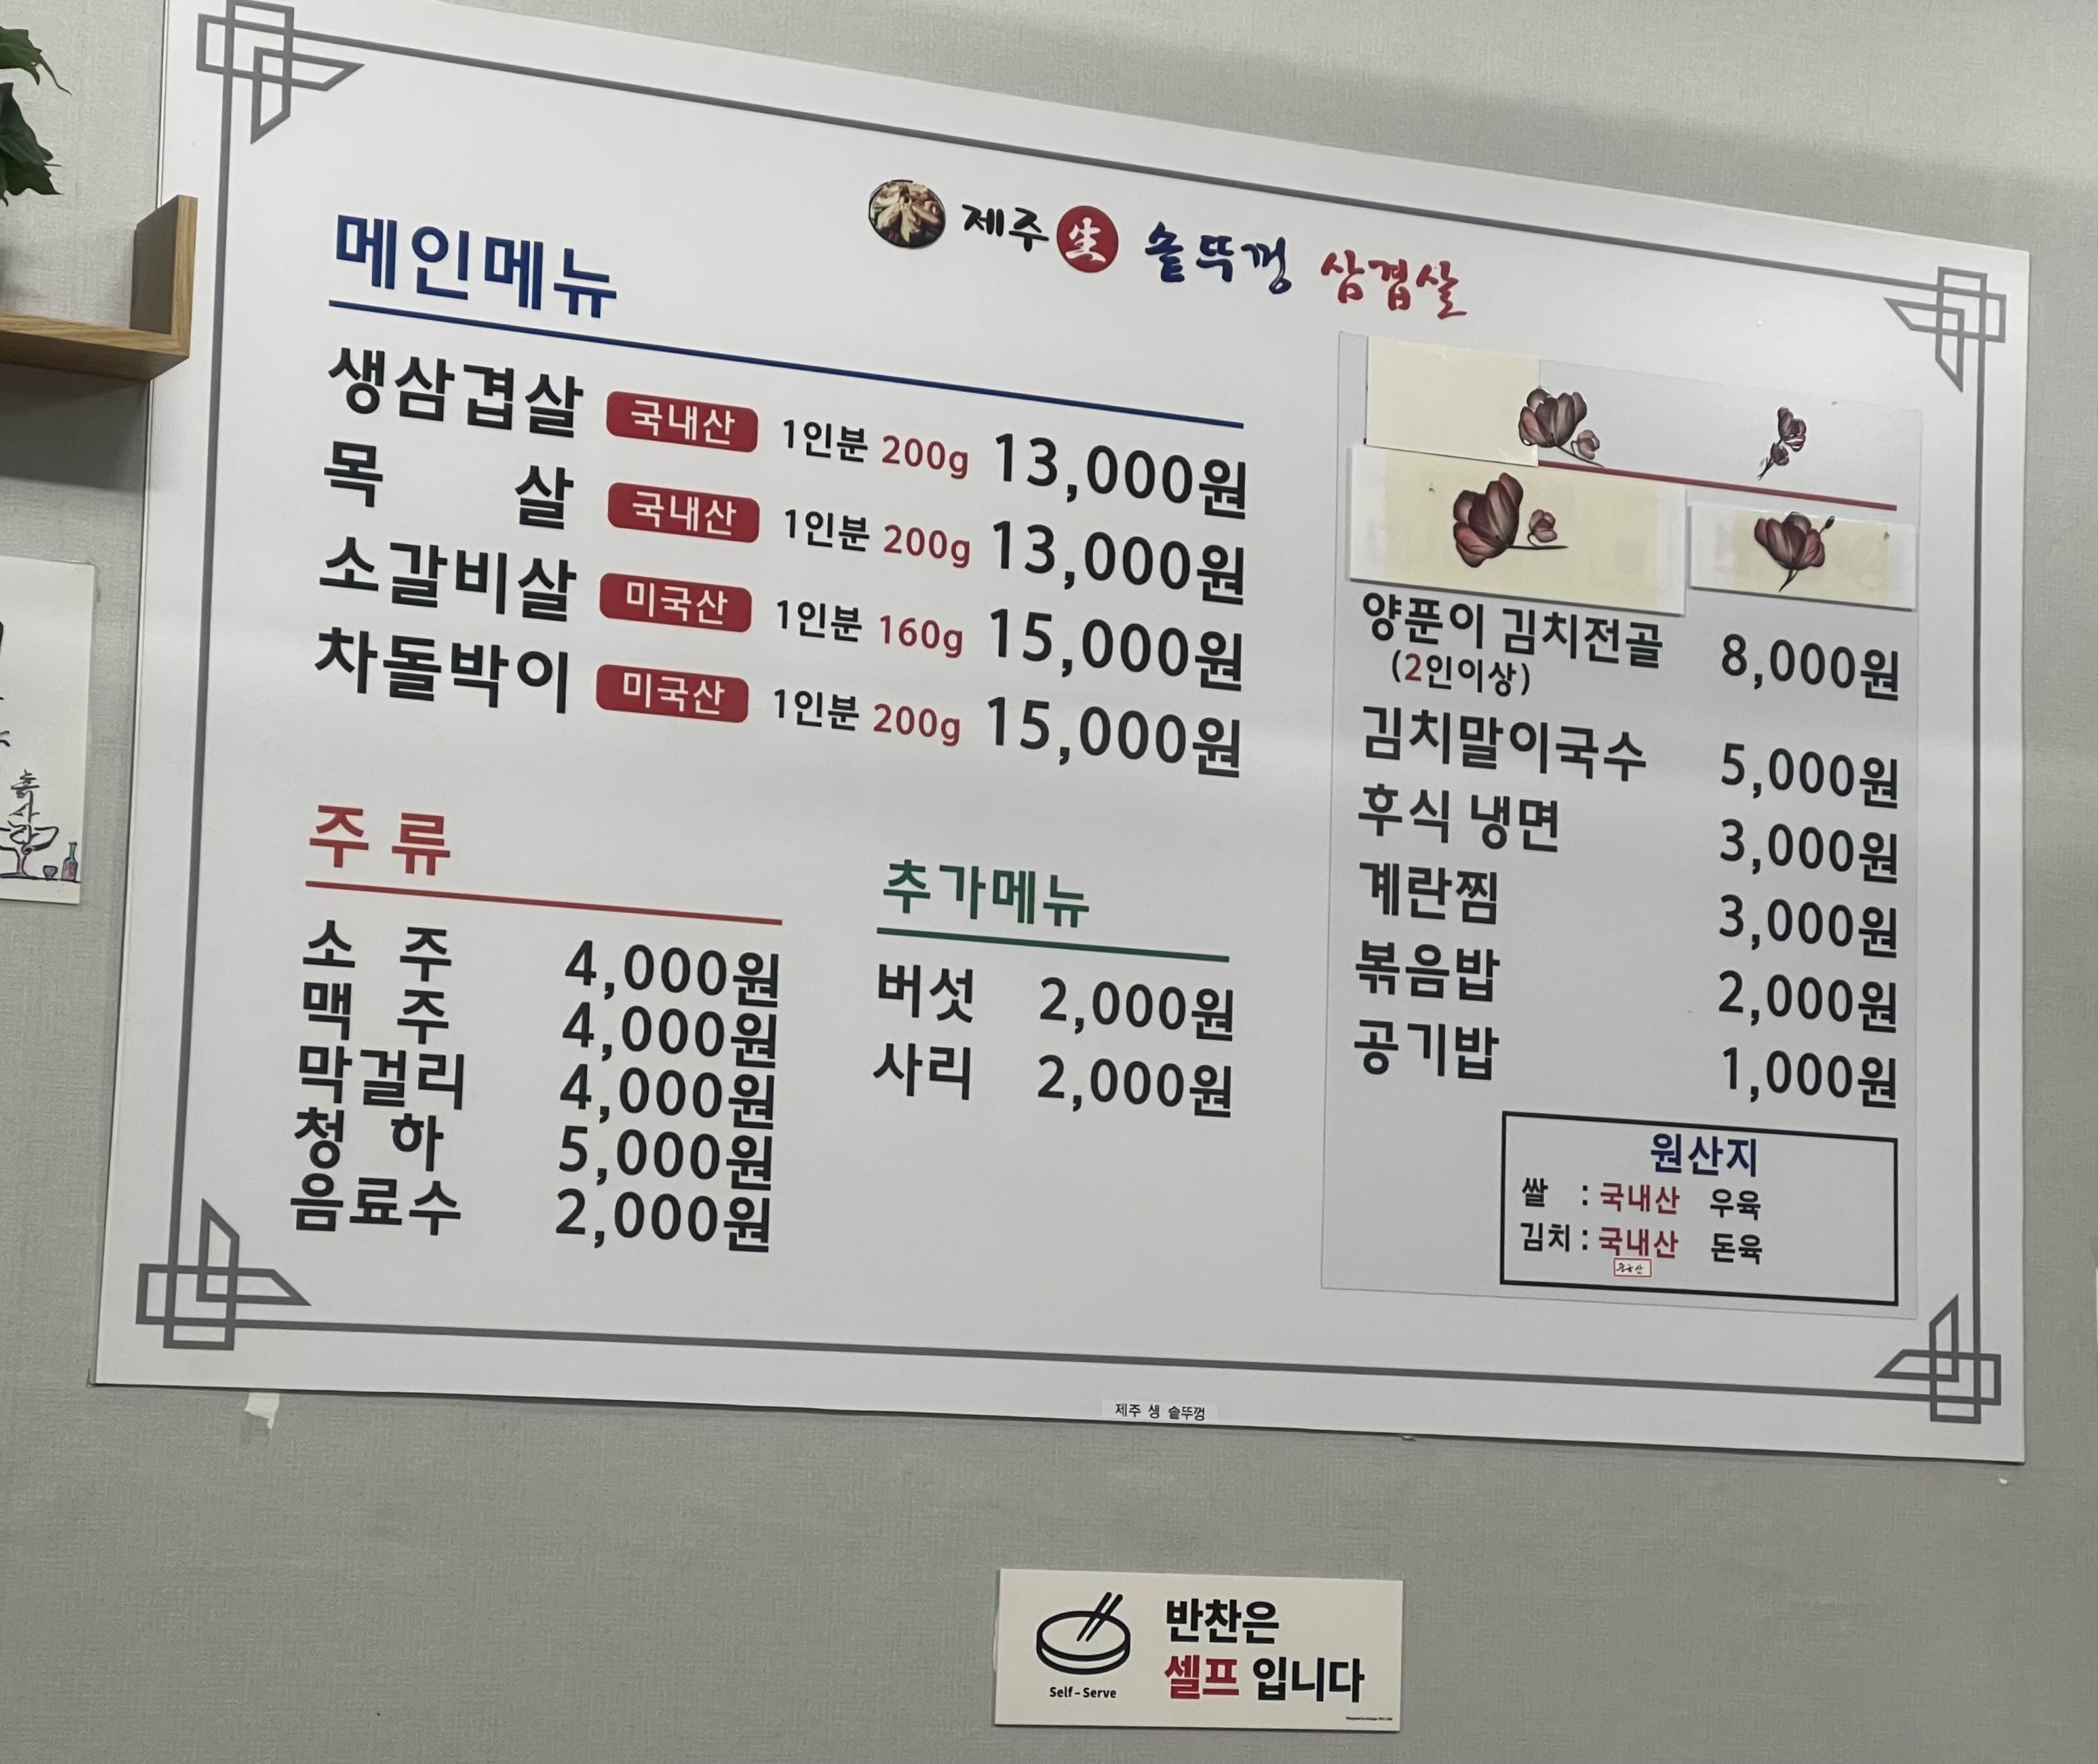 제주 生 솥뚜껑 삼겹살
메인메뉴
생삼겹살 국내산 1인분 200g 13,000원
목 살 국내산 1인분 200g 13,000원
소갈비살 미국산 1인분 160g 15,000원
차돌박이 미국산 1인분 200g 15,000원
주 류
소 주 4,000원
맥 주 4,000원
막걸리 4,000원
청 하 5,000원
음료수 2,000원
추가메뉴
버섯 2,000원
사리 2,000원
양푼이 김치전골 8,000원
(2인이상)
김치말이국수 5,000원
후식 냉면 3,000원
계란찜 3,000원
볶음밥 2,000원
공기밥 1,000원
원산지
쌀 : 국내산 우육
김치 : 국내산 돈육
제주 생 솥뚜껑
반찬은
셀프 입니다
Self-Serve